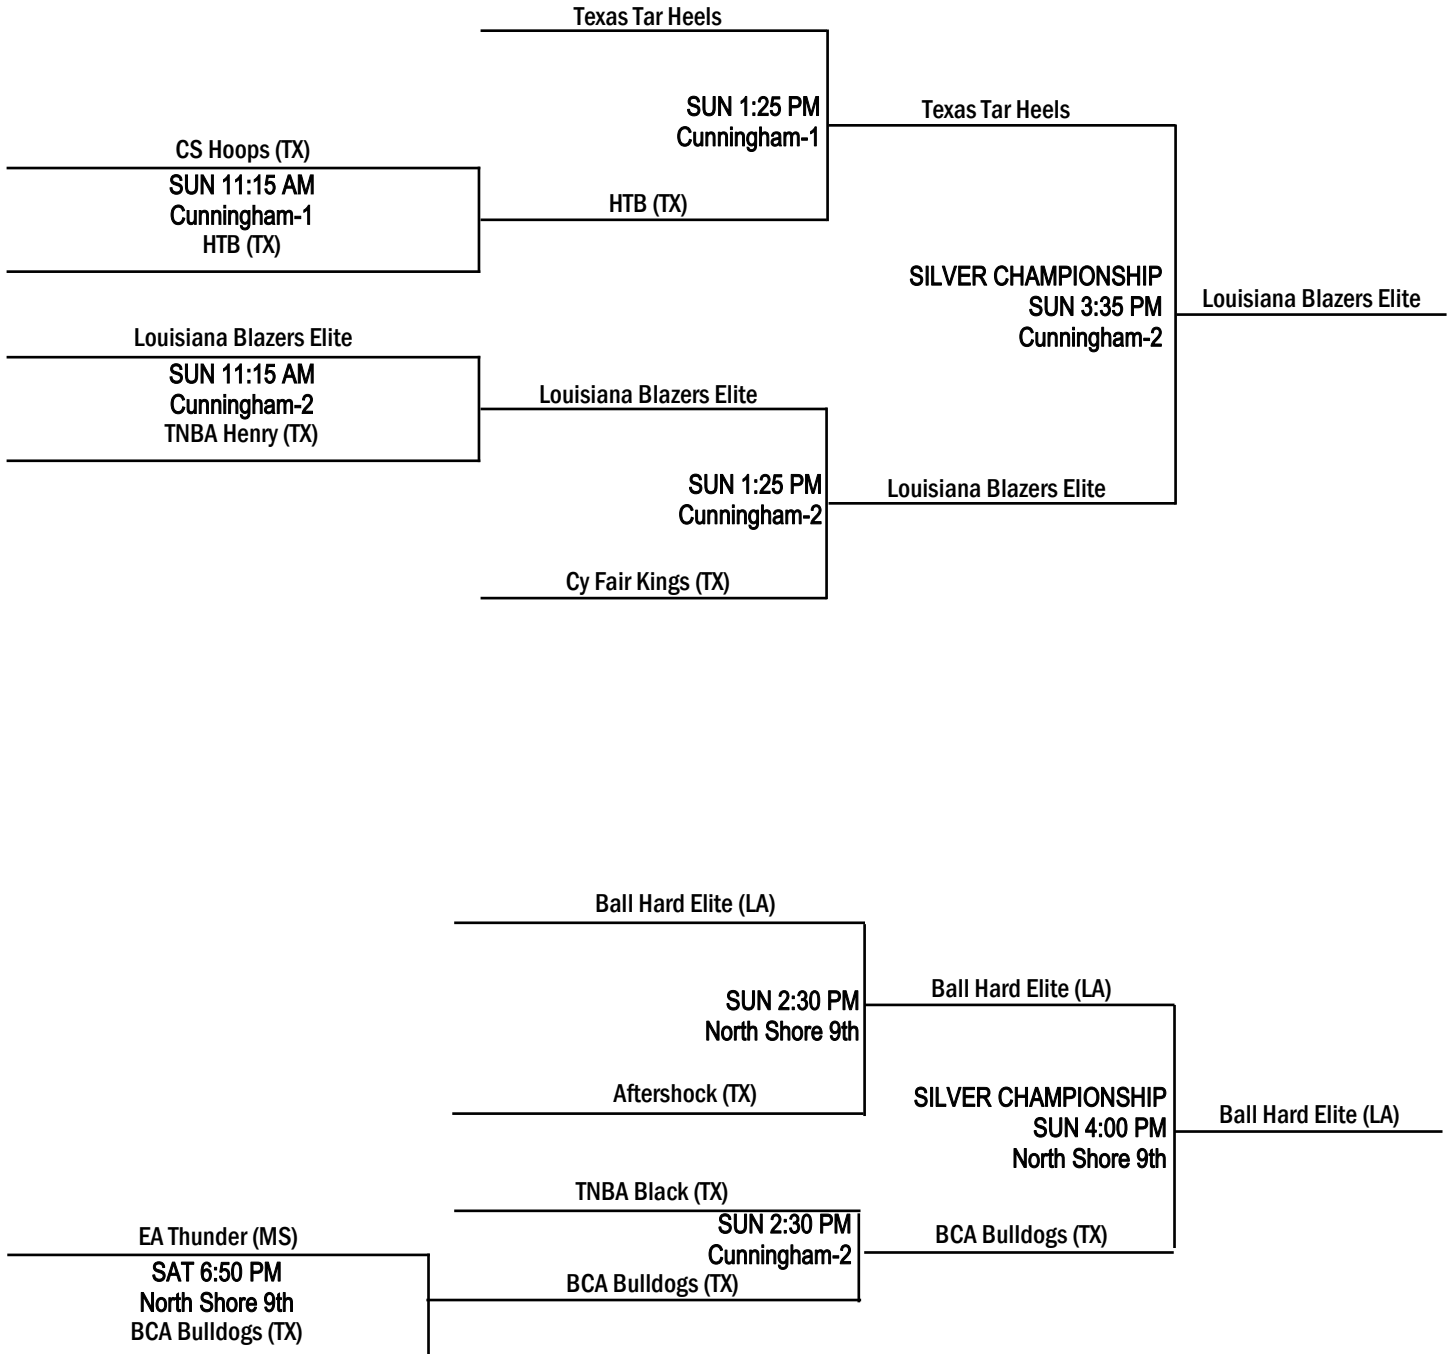 Texas Tar Heels
SUN 1:25 PM
Cunningham-1
Texas Tar Heels
CS Hoops (TX)
SUN 11:15 AM
Cunningham-1
HTB (TX)
HTB (TX)
SILVER CHAMPIONSHIP
SUN 3:35 PM
Cunningham-2
Louisiana Blazers Elite
Louisiana Blazers Elite
SUN 11:15 AM
Cunningham-2
TNBA Henry (TX)
Louisiana Blazers Elite
SUN 1:25 PM
Cunningham-2
Louisiana Blazers Elite
Cy Fair Kings (TX)
Ball Hard Elite (LA)
SUN 2:30 PM
North Shore 9th
Ball Hard Elite (LA)
Aftershock (TX)
SILVER CHAMPIONSHIP
SUN 4:00 PM
North Shore 9th
Ball Hard Elite (LA)
TNBA Black (TX)
SUN 2:30 PM
Cunningham-2
BCA Bulldogs (TX)
BCA Bulldogs (TX)
EA Thunder (MS)
SAT 6:50 PM
North Shore 9th
BCA Bulldogs (TX)